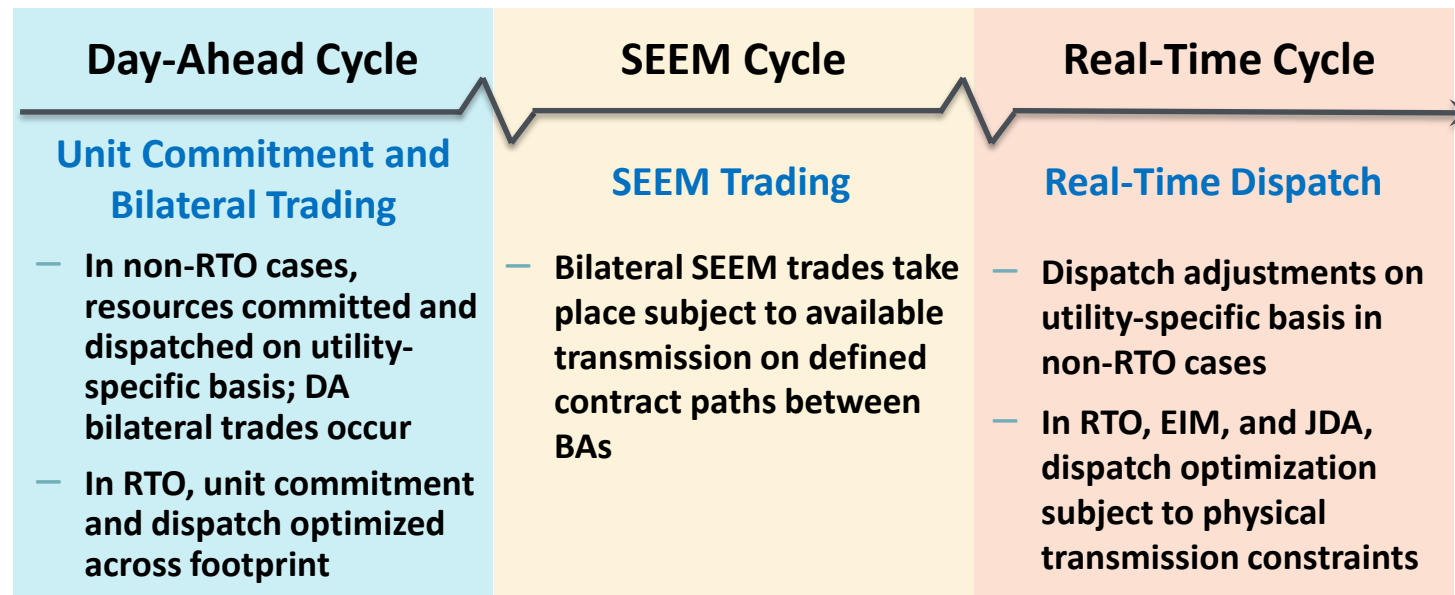 Day-Ahead Cycle
Unit Commitment and
Bilateral Trading
— In non-RTO cases,
resources committed and
dispatched on utility-
specific basis; DA
bilateral trades occur
— In RTO, unit commitment
and dispatch optimized
across footprint
SEEM Cycle
SEEM Trading
— Bilateral SEEM trades take
place subject to available
transmission on defined
contract paths between
BAs
Real-Time Cycle
Real-Time Dispatch
— Dispatch adjustments on
utility-specific basis in
non-RTO cases
— In RTO, EIM, and JDA,
dispatch optimization
subject to physical
transmission constraints